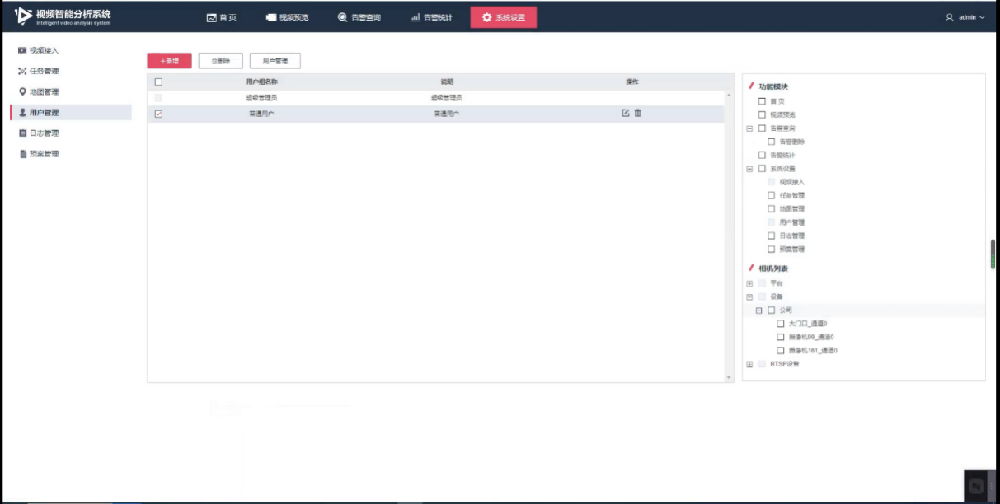 视频智能分析系统
Intelligent video analysis system
首页 视频预览 告警查询 告警统计 系统设置 admin
视频接入
任务管理
地图管理
用户管理
日志管理
预案管理
+新增 删除 用户管理
用户组名称 说明 操作
超级管理员 超级管理员
普通用户 普通用户
功能模块
首页
视频预览
告警查询
告警删除
告警统计
系统设置
视频接入
任务管理
地图管理
用户管理
日志管理
预案管理
相机列表
平台
设备
公司
大门口_通道0
摄像机09_通道0
摄像机161_通道0
RTSP设备